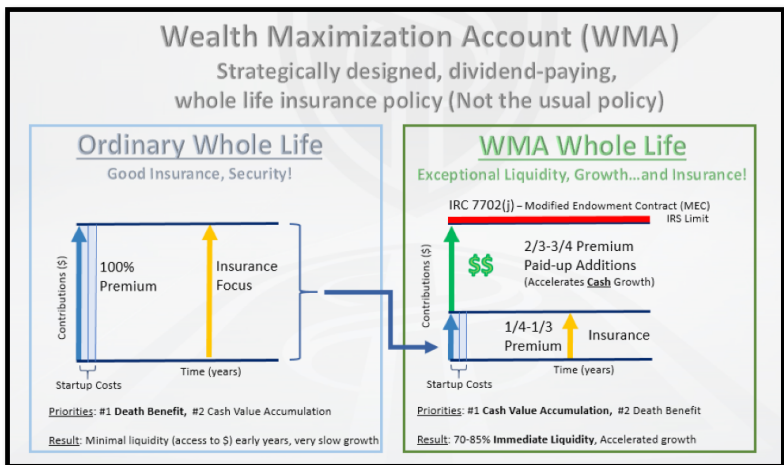 Wealth Maximization Account (WMA)
Strategically designed, dividend-paying,
whole life insurance policy (Not the usual policy)
Ordinary Whole Life
Good Insurance, Security!
Contributions ($)
100%
Premium
Insurance
Focus
Time (years)
Startup Costs
Priorities: #1 Death Benefit, #2 Cash Value Accumulation
Result: Minimal liquidity (access to $) early years, very slow growth
WMA Whole Life
Exceptional Liquidity, Growth...and Insurance!
IRC 7702(j) – Modified Endowment Contract (MEC)
IRS Limit
Contributions ($)
$$
2/3-3/4 Premium
Paid-up Additions
(Accelerates Cash Growth)
1/4-1/3
Premium
Insurance
Time (years)
Startup Costs
Priorities: #1 Cash Value Accumulation, #2 Death Benefit
Result: 70-85% Immediate Liquidity, Accelerated growth